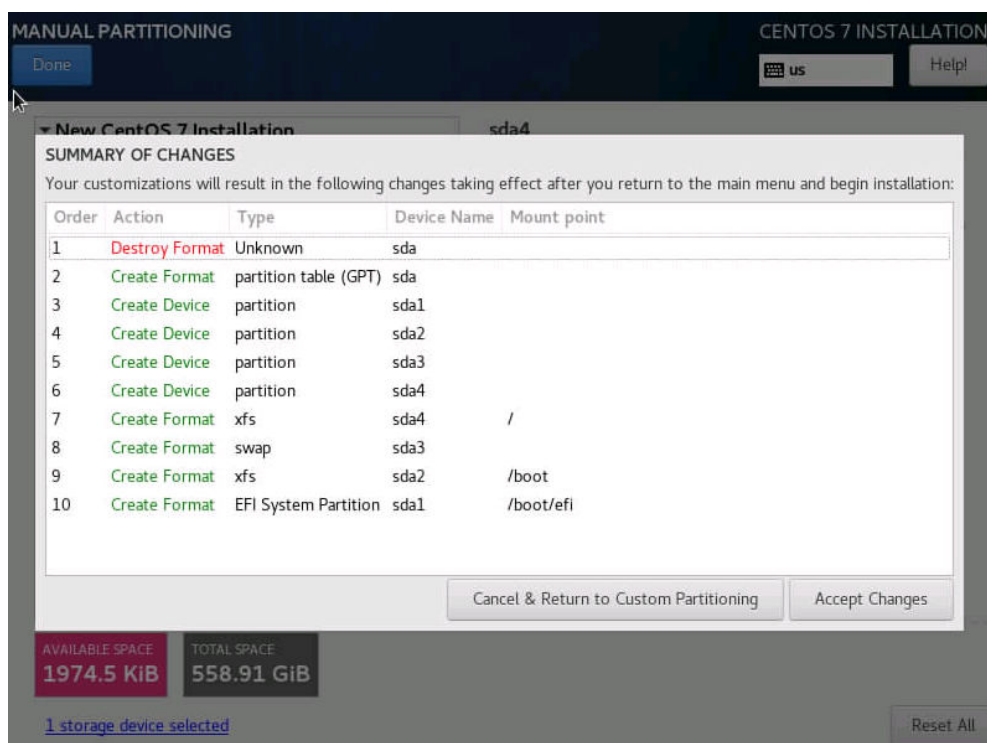 MANUAL PARTITIONING
CENTOS 7 INSTALLATION
Done
us
Help!
New CentOS 7 Installation
sda4
SUMMARY OF CHANGES
Your customizations will result in the following changes taking effect after you return to the main menu and begin installation:
Order Action Type Device Name Mount point
1 Destroy Format Unknown sda
2 Create Format partition table (GPT) sda
3 Create Device partition sda1
4 Create Device partition sda2
5 Create Device partition sda3
6 Create Device partition sda4
7 Create Format xfs sda4 /
8 Create Format swap sda3
9 Create Format xfs sda2 /boot
10 Create Format EFI System Partition sda1 /boot/efi
Cancel & Return to Custom Partitioning
Accept Changes
AVAILABLE SPACE
1974.5 KiB
TOTAL SPACE
558.91 GiB
1 storage device selected
Reset All